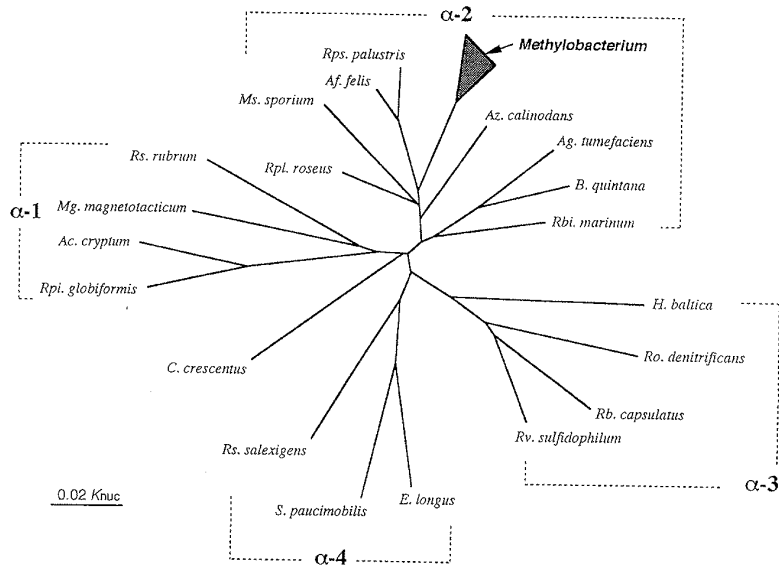 α-2
Rps. palustris
Methylobacterium
Af. felis
Ms. sporium
Az. calinodans
Ag. tumefaciens
Rs. rubrum
Rpl. roseus
B. quintana
Mg. magnetotacticum
α-1
Rbi. marinum
Ac. cryptum
Rpi. globiformis
H. baltica
Ro. denitrificans
C. crescentus
Rb. capsulatus
Rv. sulfidophilum
Rs. salexigens
α-3
0.02 Knuc
E. longus
S. paucimobilis
α-4